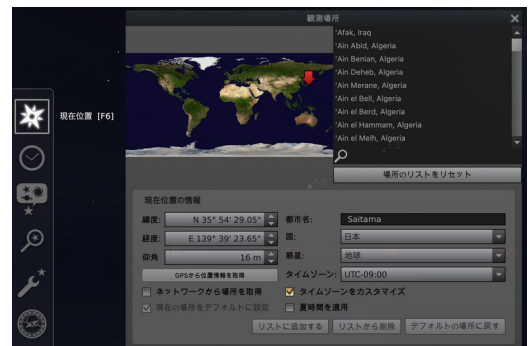 観測場所
'Afak, Iraq
'Ain Abid, Algeria
'Ain Benian, Algeria
'Ain Deheb, Algeria
'Ain Merane, Algeria
'Ain el Bell, Algeria
'Ain el Berd, Algeria
'Ain el Hammam, Algeria
'Ain el Melh, Algeria
現在位置 [F6]
場所のリストをリセット
現在位置の情報
緯度: N 35° 54' 29.05" 都市名: Saitama
経度: E 139° 39' 23.65" 国: 日本
仰角 16 m 惑星: 地球
GPSから位置情報を取得 タイムゾーン: UTC-09:00
ネットワークから場所を取得 タイムゾーンをカスタマイズ
現在の場所をデフォルトに設定 夏時間を適用
リストに追加する リストから削除 デフォルトの場所に戻す